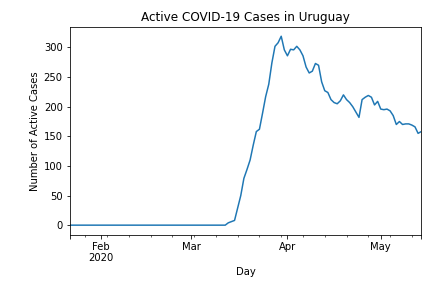 Active COVID-19 Cases in Uruguay
Number of Active Cases
300
250
200
150
100
50
0
Feb Mar Apr May
2020
Day